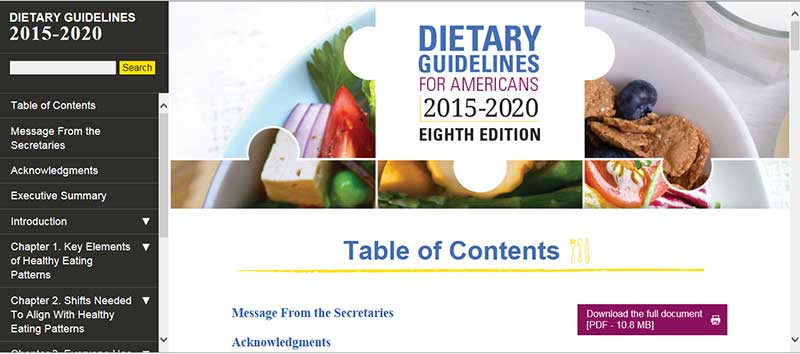 DIETARY GUIDELINES
2015-2020
Search
Table of Contents
Message From the
Secretaries
Acknowledgments
Executive Summary
Introduction
Chapter 1. Key Elements
of Healthy Eating
Patterns
Chapter 2. Shifts Needed
To Align With Healthy
Eating Patterns
DIETARY
GUIDELINES
FOR AMERICANS
2015-2020
EIGHTH EDITION
Table of Contents
Message From the Secretaries
Download the full document
[PDF - 10.8 MB]
Acknowledgments